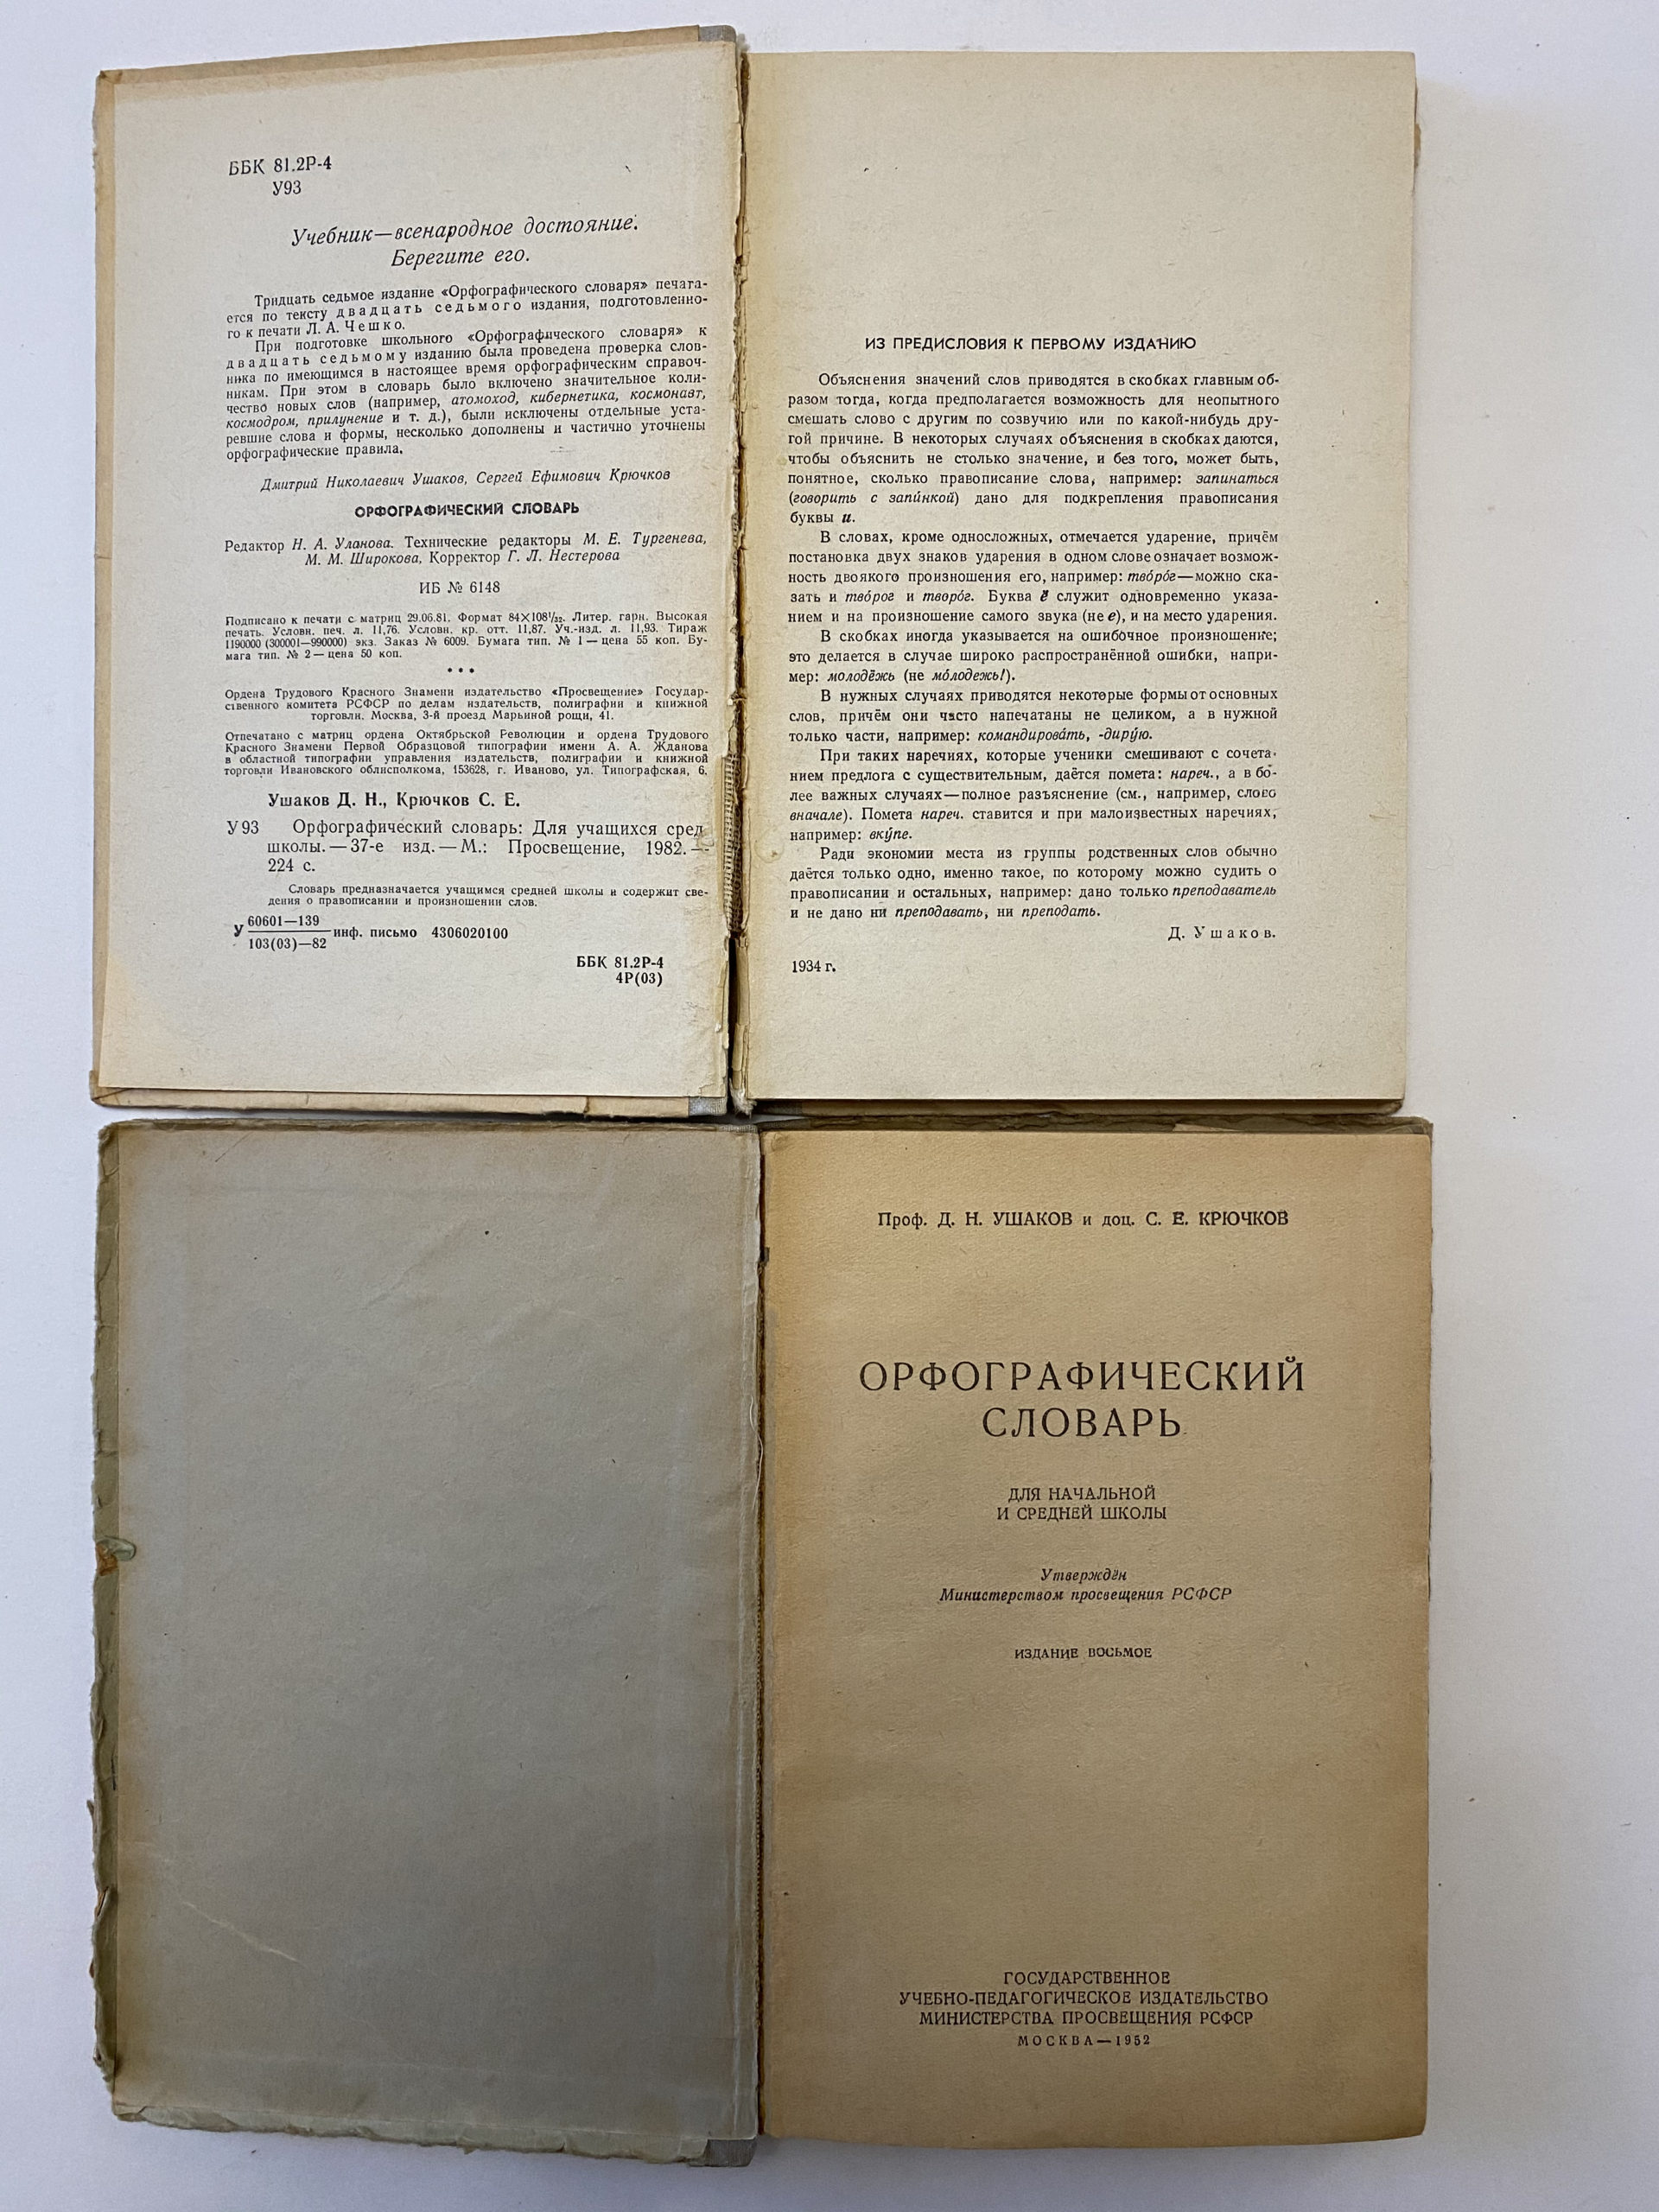 ББК 81.2Р-4
У93
Учебник—всенародное достояние.
Берегите его.
Тридцать седьмое издание «Орфографического словаря» печата-
ется по тексту двадцать седьмого издания, подготовленно-
го к печати Л. А. Чешко.
При подготовке школьного «Орфографического словаря» к
двадцать седьмому изданию была проведена проверка слов-
ника по имеющимся в настоящее время орфографическим справоч-
никам. При этом в словарь было включено значительное коли-
чество новых слов (например, атомоход, кибернетика, космонавт,
космодром, прилунение и т. д.), были исключены отдельные уста-
ревшие слова и формы, несколько дополнены и частично уточнены
орфографические правила.
Дмитрий Николаевич Ушаков, Сергей Ефимович Крючков
ОРФОГРАФИЧЕСКИЙ СЛОВАРЬ
Редактор Н. А. Уланова. Технические редакторы М. Е. Тургенева,
М. М. Широкова, Корректор Г. Л. Нестерова
ИБ № 6148
Подписано к печати с матриц 29.06.81. Формат 84×108¹/₃₂. Литер. гарн. Высокая
печать. Условн. печ. л. 11,76. Условн. кр. отт. 11,87. Уч.-изд. л. 11,93. Тираж
1190000 (300001—990000) экз. Заказ № 6009. Бумага тип. № 1 — цена 55 коп. Бу-
мага тип. № 2 — цена 50 коп.
• • •
Ордена Трудового Красного Знамени издательство «Просвещение» Государ-
ственного комитета РСФСР по делам издательств, полиграфии и книжной
торговли. Москва, 3-й проезд Марьиной рощи, 41.
Отпечатано с матриц ордена Октябрьской Революции и ордена Трудового
Красного Знамени Первой Образцовой типографии имени А. А. Жданова
в областной типографии управления издательств, полиграфии и книжной
торговли Ивановского облисполкома, 153628, г. Иваново, ул. Типографская, 6.
Ушаков Д. Н., Крючков С. Е.
У93 Орфографический словарь: Для учащихся сред.
школы. — 37-е изд. — М.: Просвещение, 1982. —
224 с.
Словарь предназначается учащимся средней школы и содержит све-
дения о правописании и произношении слов.
60601—139
У инф. письмо 4306020100
103(03)—82
ББК 81.2Р-4
4Р(03)
ИЗ ПРЕДИСЛОВИЯ К ПЕРВОМУ ИЗДАНИЮ
Объяснения значений слов приводятся в скобках главным об-
разом тогда, когда предполагается возможность для неопытного
смешать слово с другим по созвучию или по какой-нибудь дру-
гой причине. В некоторых случаях объяснения в скобках даются,
чтобы объяснить не столько значение, и без того, может быть,
понятное, сколько правописание слова, например: запинаться
(говорить с запи́нкой) дано для подкрепления правописания
буквы и.
В словах, кроме односложных, отмечается ударение, причём
постановка двух знаков ударения в одном слове означает возмож-
ность двоякого произношения его, например: тво́ро́г—можно ска-
зать и тво́рог и творо́г. Буква ё служит одновременно указа-
нием и на произношение самого звука (не е), и на место ударения.
В скобках иногда указывается на ошибочное произношение;
это делается в случае широко распространённой ошибки, напри-
мер: молодёжь (не мо́лодежь!).
В нужных случаях приводятся некоторые формы от основных
слов, причём они часто напечатаны не целиком, а в нужной
только части, например: командирова́ть, -диру́ю.
При таких наречиях, которые ученики смешивают с сочета-
нием предлога с существительным, даётся помета: нареч., а в бо-
лее важных случаях—полное разъяснение (см., например, слово
вначале). Помета нареч. ставится и при малоизвестных наречиях,
например: вку́пе.
Ради экономии места из группы родственных слов обычно
даётся только одно, именно такое, по которому можно судить о
правописании и остальных, например: дано только преподаватель
и не дано ни преподавать, ни преподать.
Д. Ушаков.
1934 г.
Проф. Д. Н. УШАКОВ и доц. С. Е. КРЮЧКОВ
ОРФОГРАФИЧЕСКИЙ
СЛОВАРЬ
ДЛЯ НАЧАЛЬНОЙ
И СРЕДНЕЙ ШКОЛЫ
Утверждён
Министерством просвещения РСФСР
ИЗДАНИЕ ВОСЬМОЕ
ГОСУДАРСТВЕННОЕ
УЧЕБНО-ПЕДАГОГИЧЕСКОЕ ИЗДАТЕЛЬСТВО
МИНИСТЕРСТВА ПРОСВЕЩЕНИЯ РСФСР
МОСКВА—1952